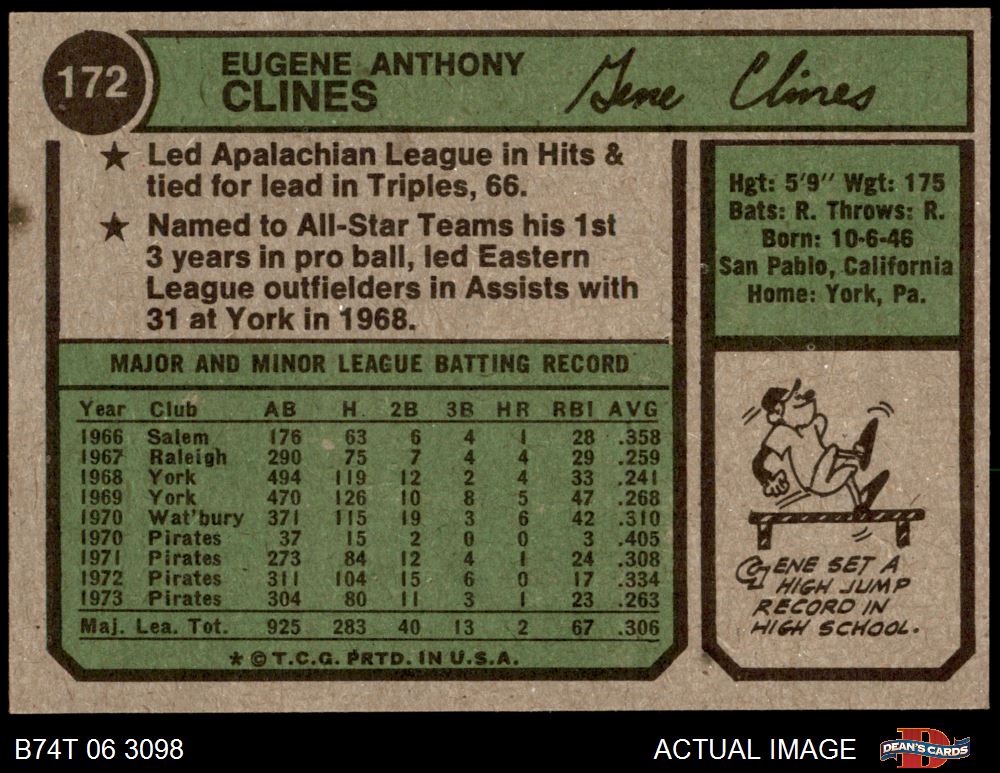 172
EUGENE ANTHONY
CLINES
Gene Clines
★ Led Apalachian League in Hits &
tied for lead in Triples, 66.
★ Named to All-Star Teams his 1st
3 years in pro ball, led Eastern
League outfielders in Assists with
31 at York in 1968.
Hgt: 5'9" Wgt: 175
Bats: R. Throws: R.
Born: 10-6-46
San Pablo, California
Home: York, Pa.
MAJOR AND MINOR LEAGUE BATTING RECORD
Year Club AB H. 2B 3B HR RBI AVG
1966 Salem 176 63 6 4 1 28 .358
1967 Raleigh 290 75 7 4 4 29 .259
1968 York 494 119 12 2 4 33 .241
1969 York 470 126 10 8 5 47 .268
1970 Wat'bury 371 115 19 3 6 42 .310
1970 Pirates 37 15 2 0 0 3 .405
1971 Pirates 273 84 12 4 1 24 .308
1972 Pirates 311 104 15 6 0 17 .334
1973 Pirates 304 80 11 3 1 23 .263
Maj. Lea. Tot. 925 283 40 13 2 67 .306
* © T.C.G. PRTD. IN U.S.A.
GENE SET A
HIGH JUMP
RECORD IN
HIGH SCHOOL.
B74T 06 3098
ACTUAL IMAGE
DEAN'S CARDS